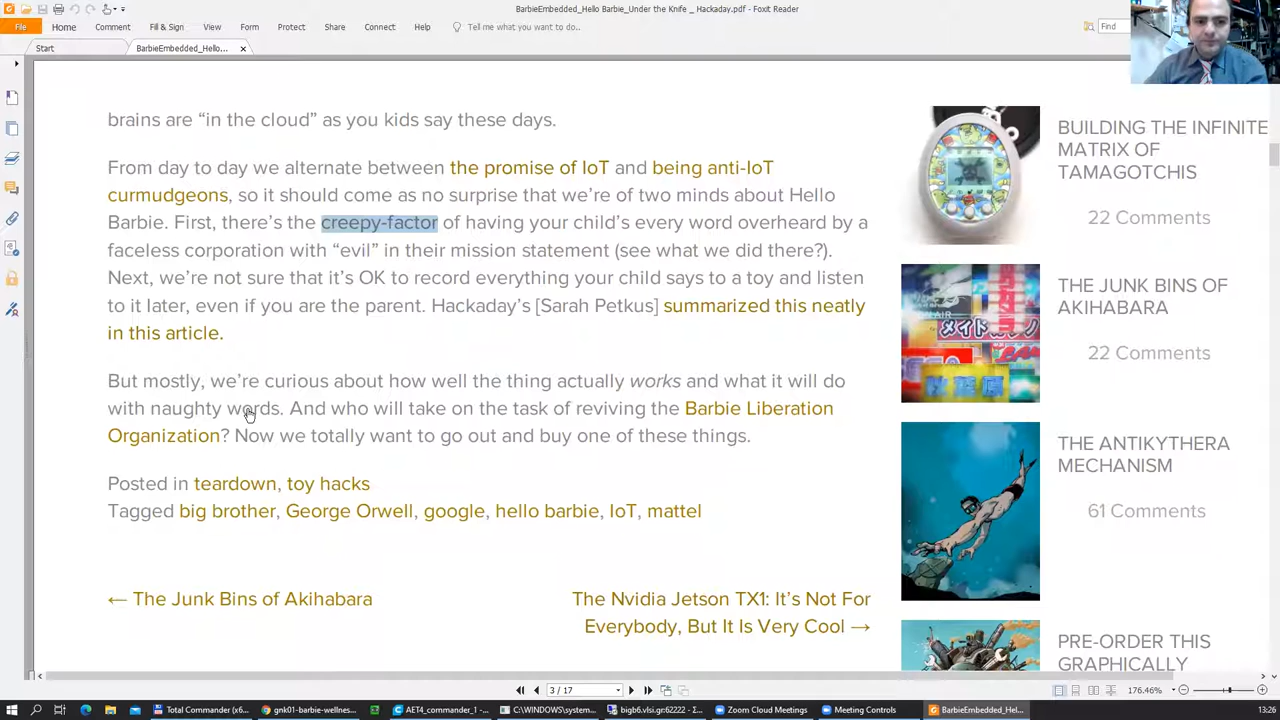 BarbieEmbedded_Hello Barbie_Under the Knife _ Hackaday.pdf - Foxit Reader
File Home Comment Fill & Sign View Form Share Connect Help Tell me what you want to do.. Find
Start BarbieEmbedded_Hello...
brains are “in the cloud” as you kids say these days.
From day to day we alternate between the promise of IoT and being anti-IoT
curmudgeons, so it should come as no surprise that we’re of two minds about Hello
Barbie. First, there’s the creepy-factor of having your child’s every word overheard by a
faceless corporation with “evil” in their mission statement (see what we did there?).
Next, we’re not sure that it’s OK to record everything your child says to a toy and listen
to it later, even if you are the parent. Hackaday’s [Sarah Petkus] summarized this neatly
in this article.
But mostly, we’re curious about how well the thing actually works and what it will do
with naughty words. And who will take on the task of reviving the Barbie Liberation
Organization? Now we totally want to go out and buy one of these things.
Posted in teardown, toy hacks
Tagged big brother, George Orwell, google, hello barbie, IoT, mattel
← The Junk Bins of Akihabara
The Nvidia Jetson TX1: It’s Not For
Everybody, But It Is Very Cool →
BUILDING THE INFINITE
MATRIX OF
TAMAGOTCHIS
22 Comments
THE JUNK BINS OF
AKIHABARA
22 Comments
THE ANTIKYTHERA
MECHANISM
61 Comments
PRE-ORDER THIS
GRAPHICALLY
3 / 17
176.46%
Total Commander (x6... gnk01-barbie-wellnes... AET4_commander_1 -... C:\WINDOWS\system... bigb6.vlsi.gr:62222 - ... Zoom Cloud Meetings Meeting Controls BarbieEmbedded_Hel... 13:26